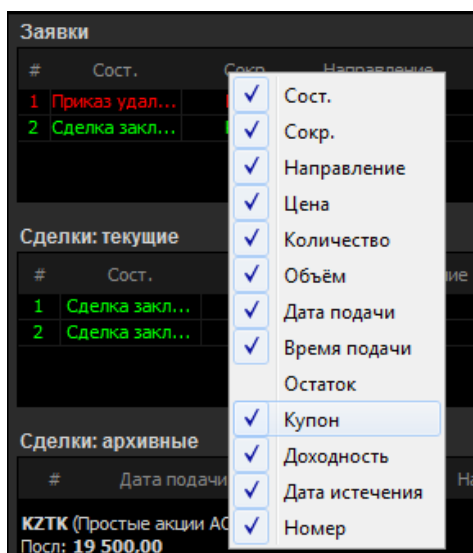 Заявки
# Сост. Сокр. Направление
1 Приказ удал...
2 Сделка закл...
Сост.
Сокр.
Направление
Цена
Количество
Объём
Дата подачи
Время подачи
Остаток
Купон
Доходность
Дата истечения
Номер
Сделки: текущие
# Сост. ие
1 Сделка закл...
2 Сделка закл...
Сделки: архивные
# Дата подачи На
KZTK (Простые акции АО
Посл: 19 500,00